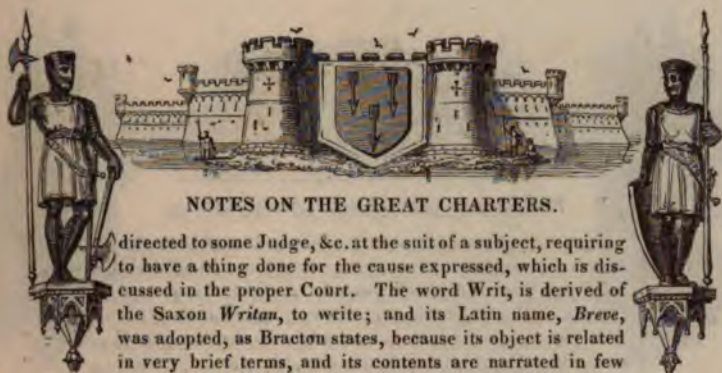 NOTES ON THE GREAT CHARTERS.
directed to some Judge, &c. at the suit of a subject, requiring
to have a thing done for the cause expressed, which is dis-
cussed in the proper Court. The word Writ, is derived of
the Saxon Writan, to write; and its Latin name, Breve,
was adopted, as Bracton states, because its object is related
in very brief terms, and its contents are narrated in few